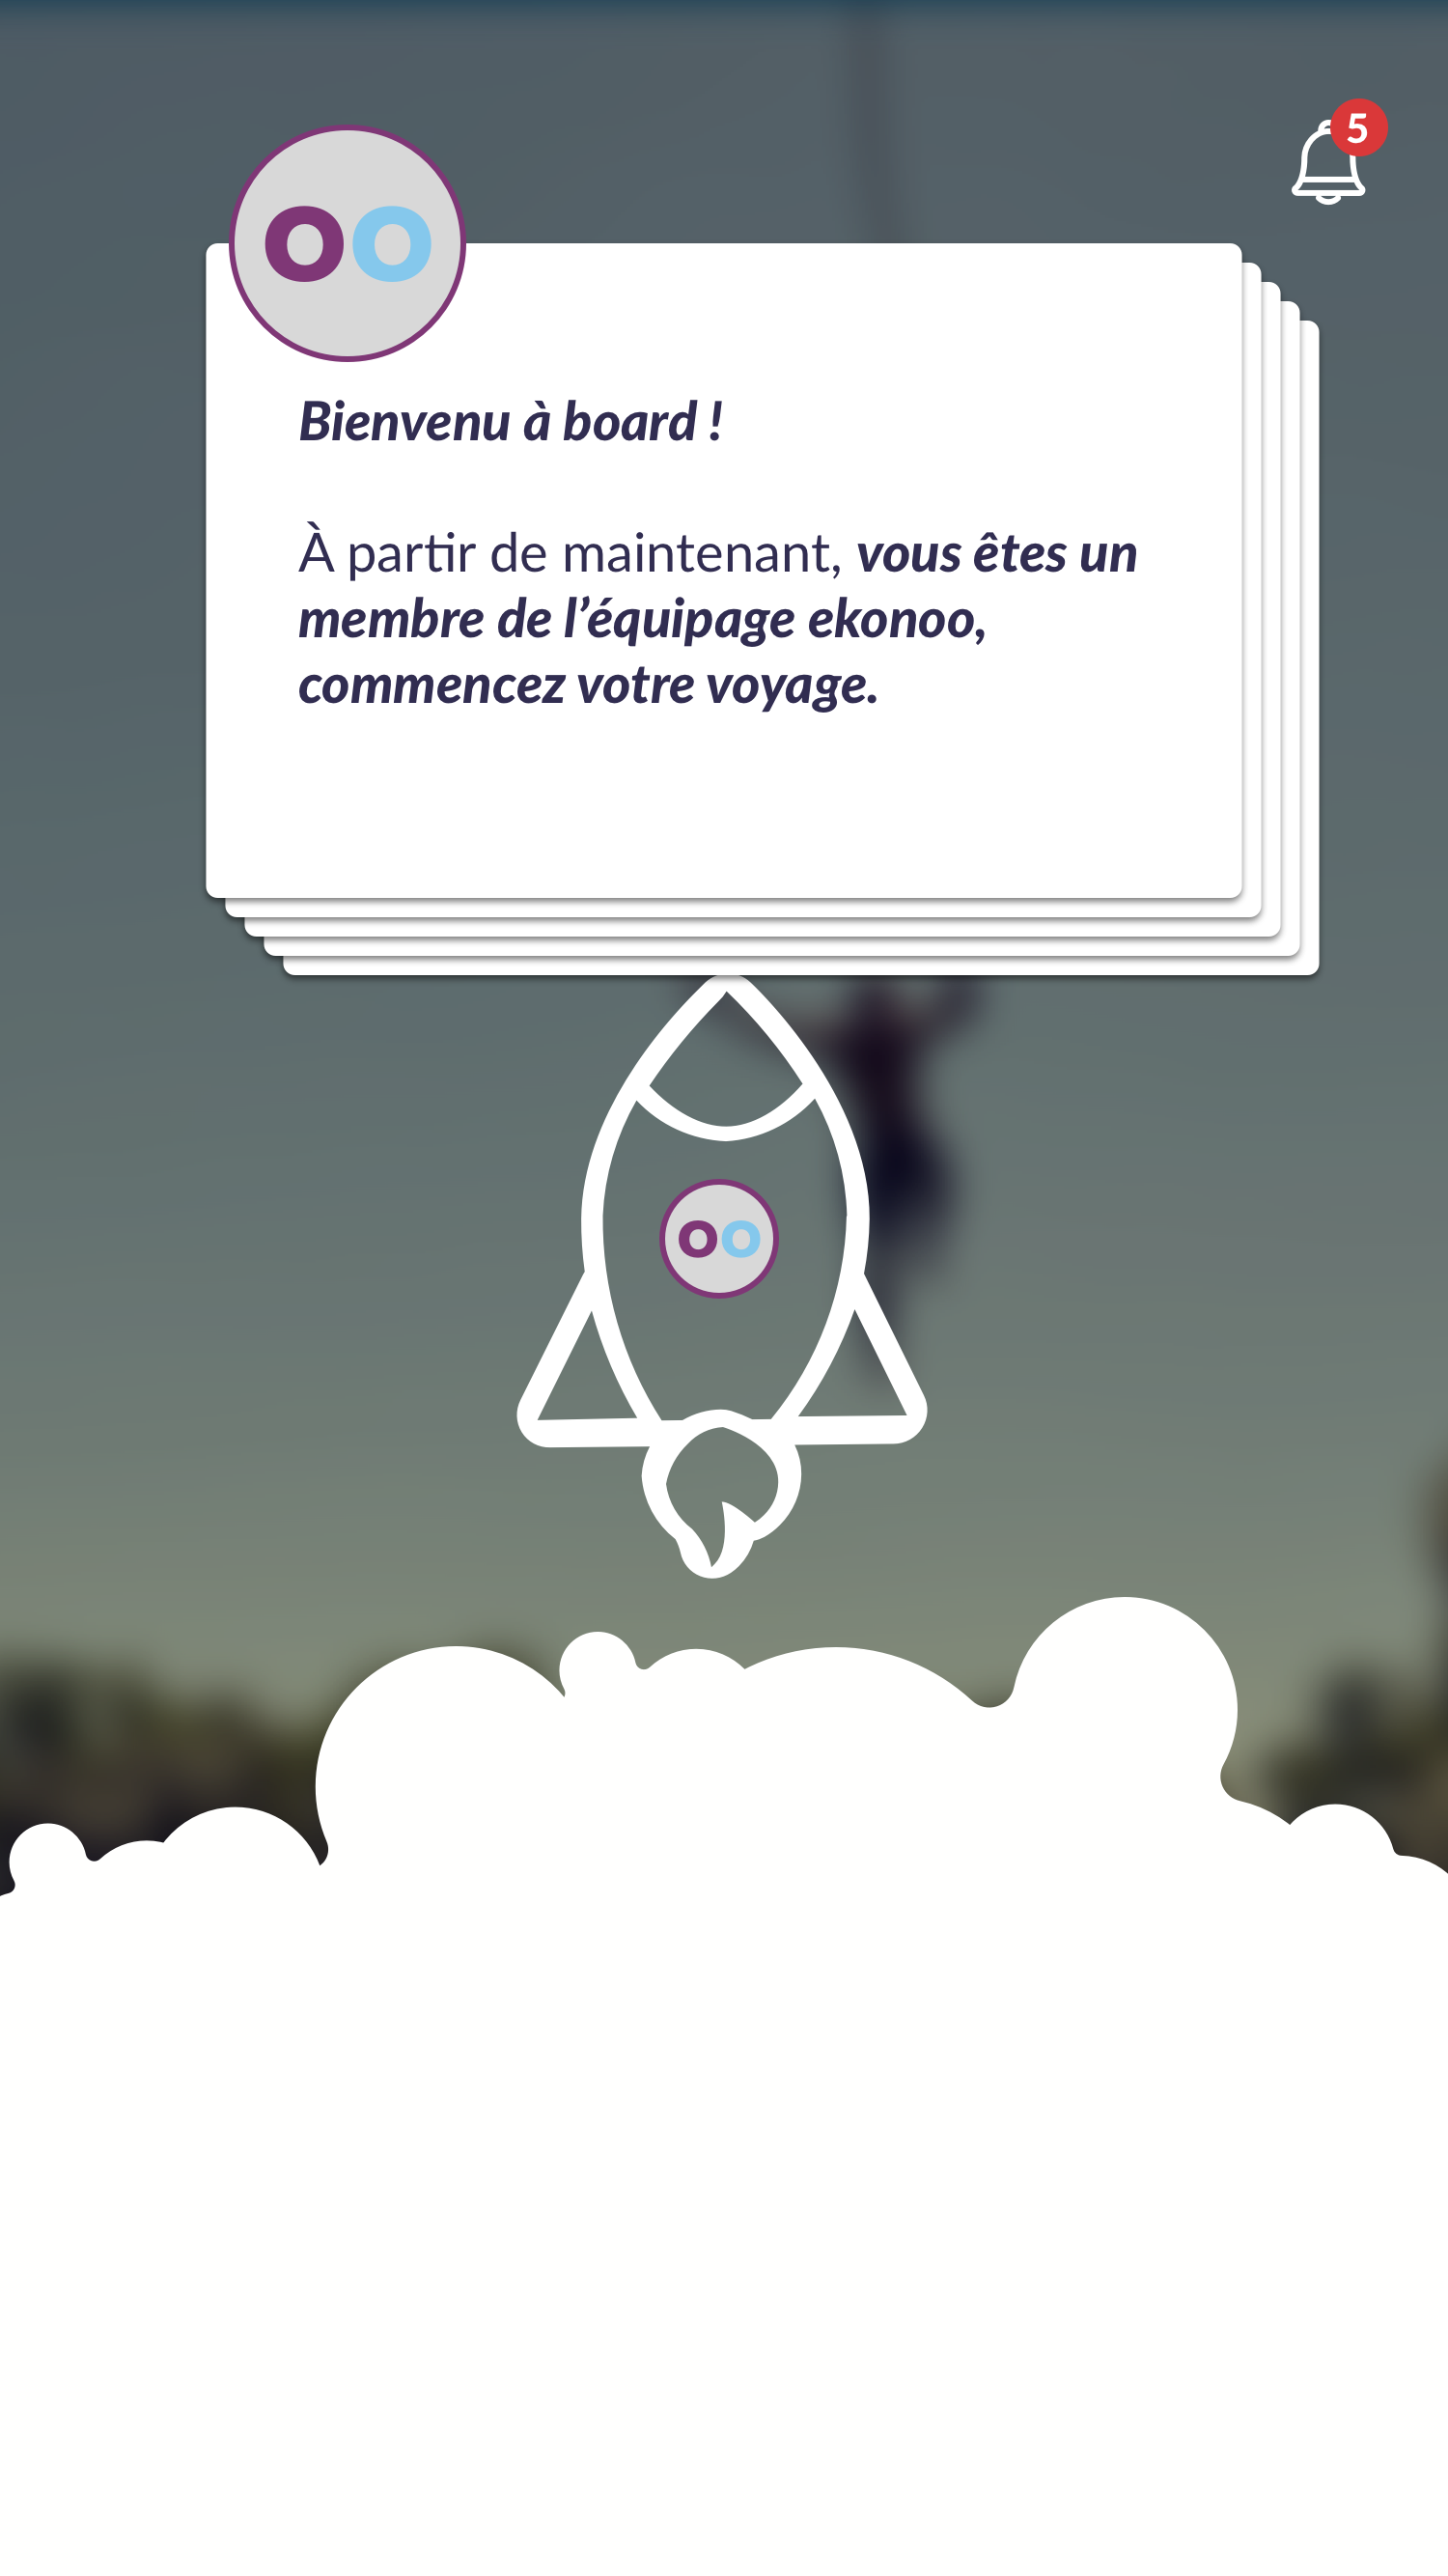 5
oo
Bienvenu à board !
À partir de maintenant, vous êtes un
membre de l’équipage ekonoo,
commencez votre voyage.
oo